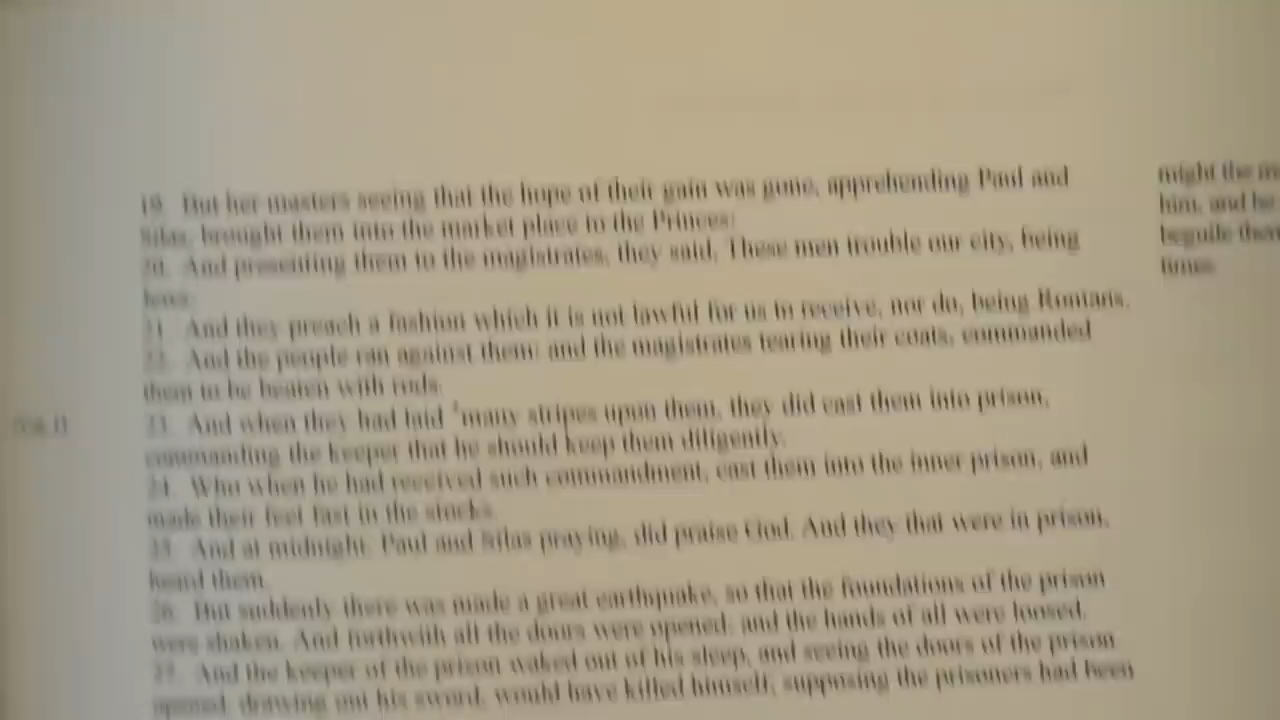 19. But her masters seeing that the hope of their gain was gone, apprehending Paul and
Silas, brought them into the market place to the Princes:
20. And presenting them to the magistrates, they said, These men trouble our city, being
Jews:
21. And they preach a fashion which it is not lawful for us to receive, nor do, being Romans.
22. And the people ran against them: and the magistrates tearing their coats, commanded
them to be beaten with rods.
23. And when they had laid many stripes upon them, they did cast them into prison,
commanding the keeper that he should keep them diligently.
24. Who when he had received such commandment, cast them into the inner prison, and
made their feet fast in the stocks.
25. And at midnight, Paul and Silas praying, did praise God. And they that were in prison,
heard them.
26. But suddenly there was made a great earthquake, so that the foundations of the prison
were shaken. And forthwith all the doors were opened: and the bands of all were loosed.
27. And the keeper of the prison waked out of his sleep, and seeing the doors of the prison
opened, drawing out his sword, would have killed himself, supposing the prisoners had been
might the
him, and he
beguile them
times